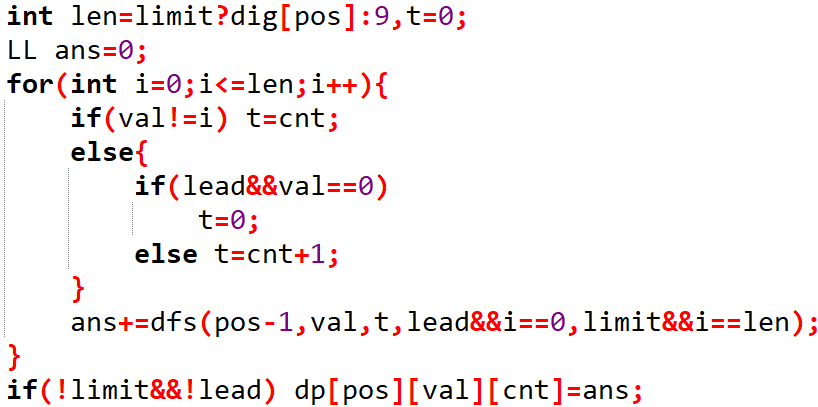 int len=limit?dig[pos]:9,t=0;
LL ans=0;
for(int i=0;i<=len;i++){
if(val!=i) t=cnt;
else{
if(lead&&val==0)
t=0;
else t=cnt+1;
}
ans+=dfs(pos-1,val,t,lead&&i==0,limit&&i==len);
}
if(!limit&&!lead) dp[pos][val][cnt]=ans;